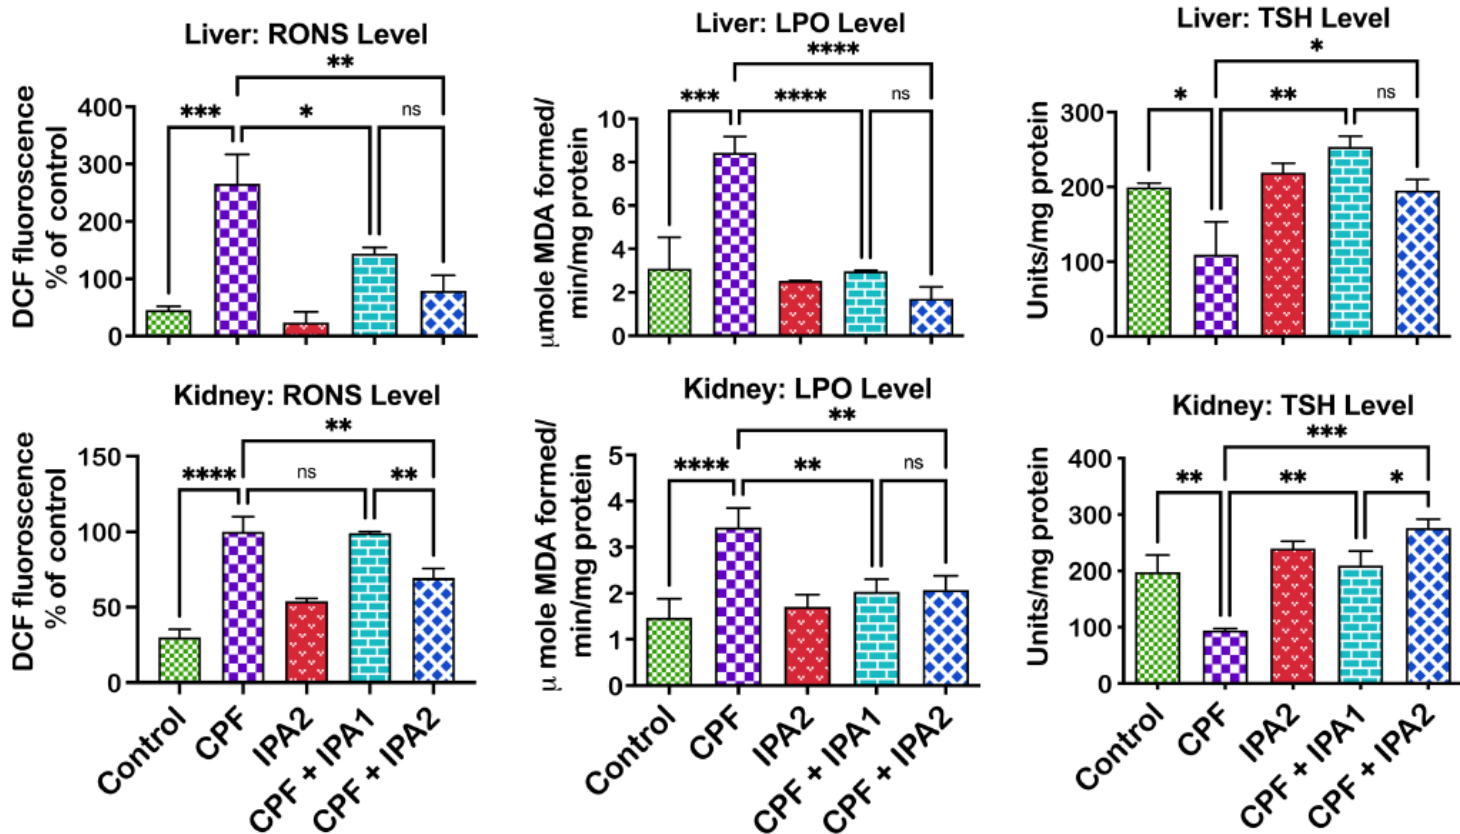 Liver: RONS Level
**
***
*
ns
DCF fluoroscence
% of control
400
300
200
100
0
Liver: LPO Level
****
***
****
ns
μmole MDA formed/
min/mg protein
10
8
6
4
2
0
Liver: TSH Level
*
*
**
ns
Units/mg protein
300
200
100
0
Kidney: RONS Level
**
****
ns
**
DCF fluoroscence
% of control
150
100
50
0
Control
CPF
IPA2
CPF + IPA1
CPF + IPA2
Kidney: LPO Level
**
****
**
ns
μ mole MDA formed/
min/mg protein
5
4
3
2
1
0
Control
CPF
IPA2
CPF + IPA1
CPF + IPA2
Kidney: TSH Level
***
**
**
*
Units/mg protein
400
300
200
100
0
Control
CPF
IPA2
CPF + IPA1
CPF + IPA2